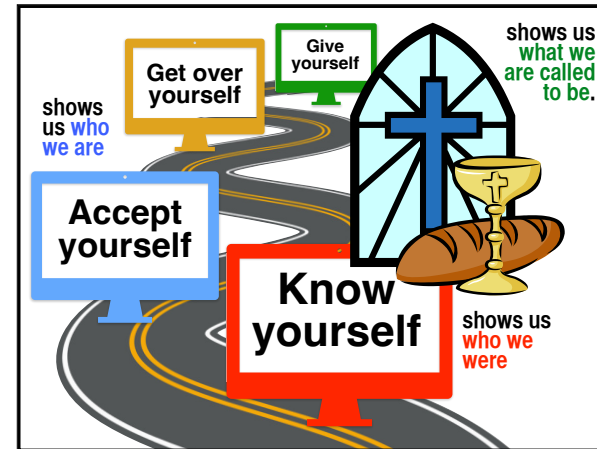 Give
yourself
shows us
what we
are called
to be.
Get over
yourself
shows
us who
we are
Accept
yourself
Know
yourself
shows us
who we
were